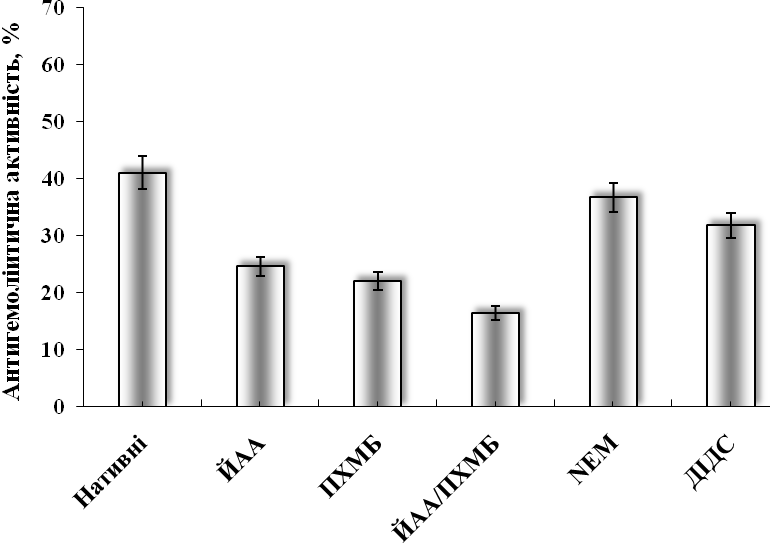 Антигемолітична активність, %
70
60
50
40
30
20
10
0
Нативні
ЙАА
ПХМБ
ЙАА/ПХМБ
NEM
ДІДС